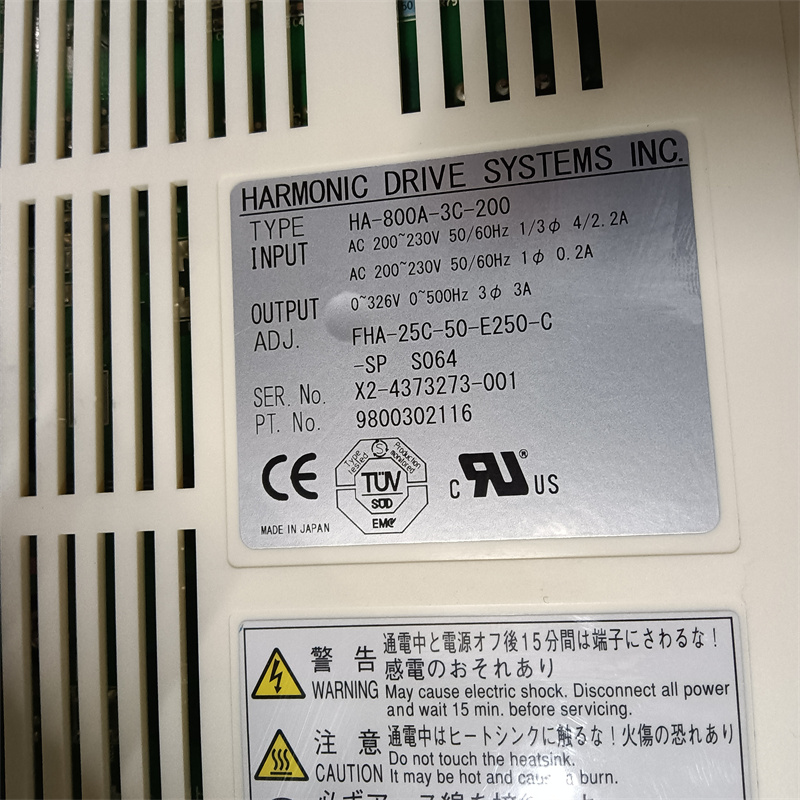 HARMONIC DRIVE SYSTEMS INC.
TYPE HA-800A-3C-200
INPUT AC 200~230V 50/60Hz 1/3φ 4/2.2A
AC 200~230V 50/60Hz 1φ 0.2A
OUTPUT 0~326V 0~500Hz 3φ 3A
ADJ. FHA-25C-50-E250-C
-SP S064
SER. No. X2-4373273-001
PT. No. 9800302116
CE
Type tested
Production monitored
TÜV
SÜD
EMC
C RU ® US
MADE IN JAPAN
警告 通電中と電源オフ後15分間は端子にさわるな!
感電のおそれあり
WARNING May cause electric shock. Disconnect all power
and wait 15 min. before servicing.
注意 通電中はヒートシンクに触るな!火傷の恐れあり
Do not touch the heatsink.
CAUTION It may be hot and cause a burn.